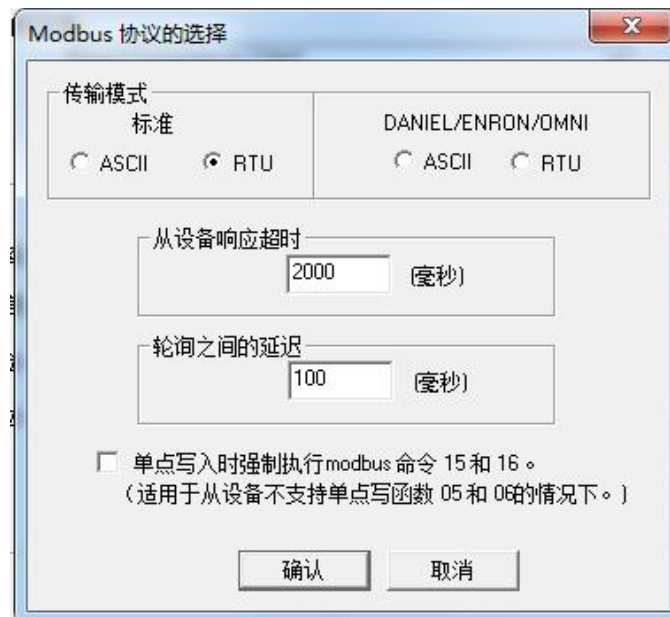 Modbus 协议的选择
传输模式
标准
DANIEL/ENRON/OMNI
ASCII
RTU
ASCII
RTU
从设备响应超时
2000
(毫秒)
轮询之间的延迟
100
(毫秒)
单点写入时强制执行modbus 命令 15 和 16 。
（适用于从设备不支持单点写函数 05 和 06的情况下。）
确认
取消